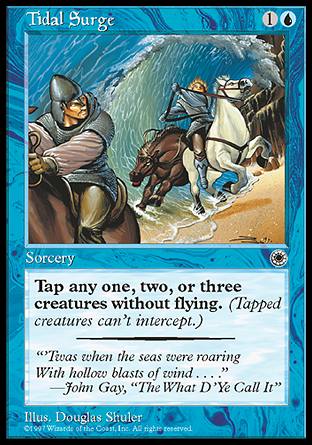 Tidal Surge 1
Sorcery
Tap any one, two, or three
creatures without flying. (Tapped
creatures can't intercept.)
"'Twas when the seas were roaring
With hollow blasts of wind . . . ."
—John Gay, "The What D'Ye Call It"
Illus. Douglas Shuler
©1997 Wizards of the Coast, Inc. All rights reserved.